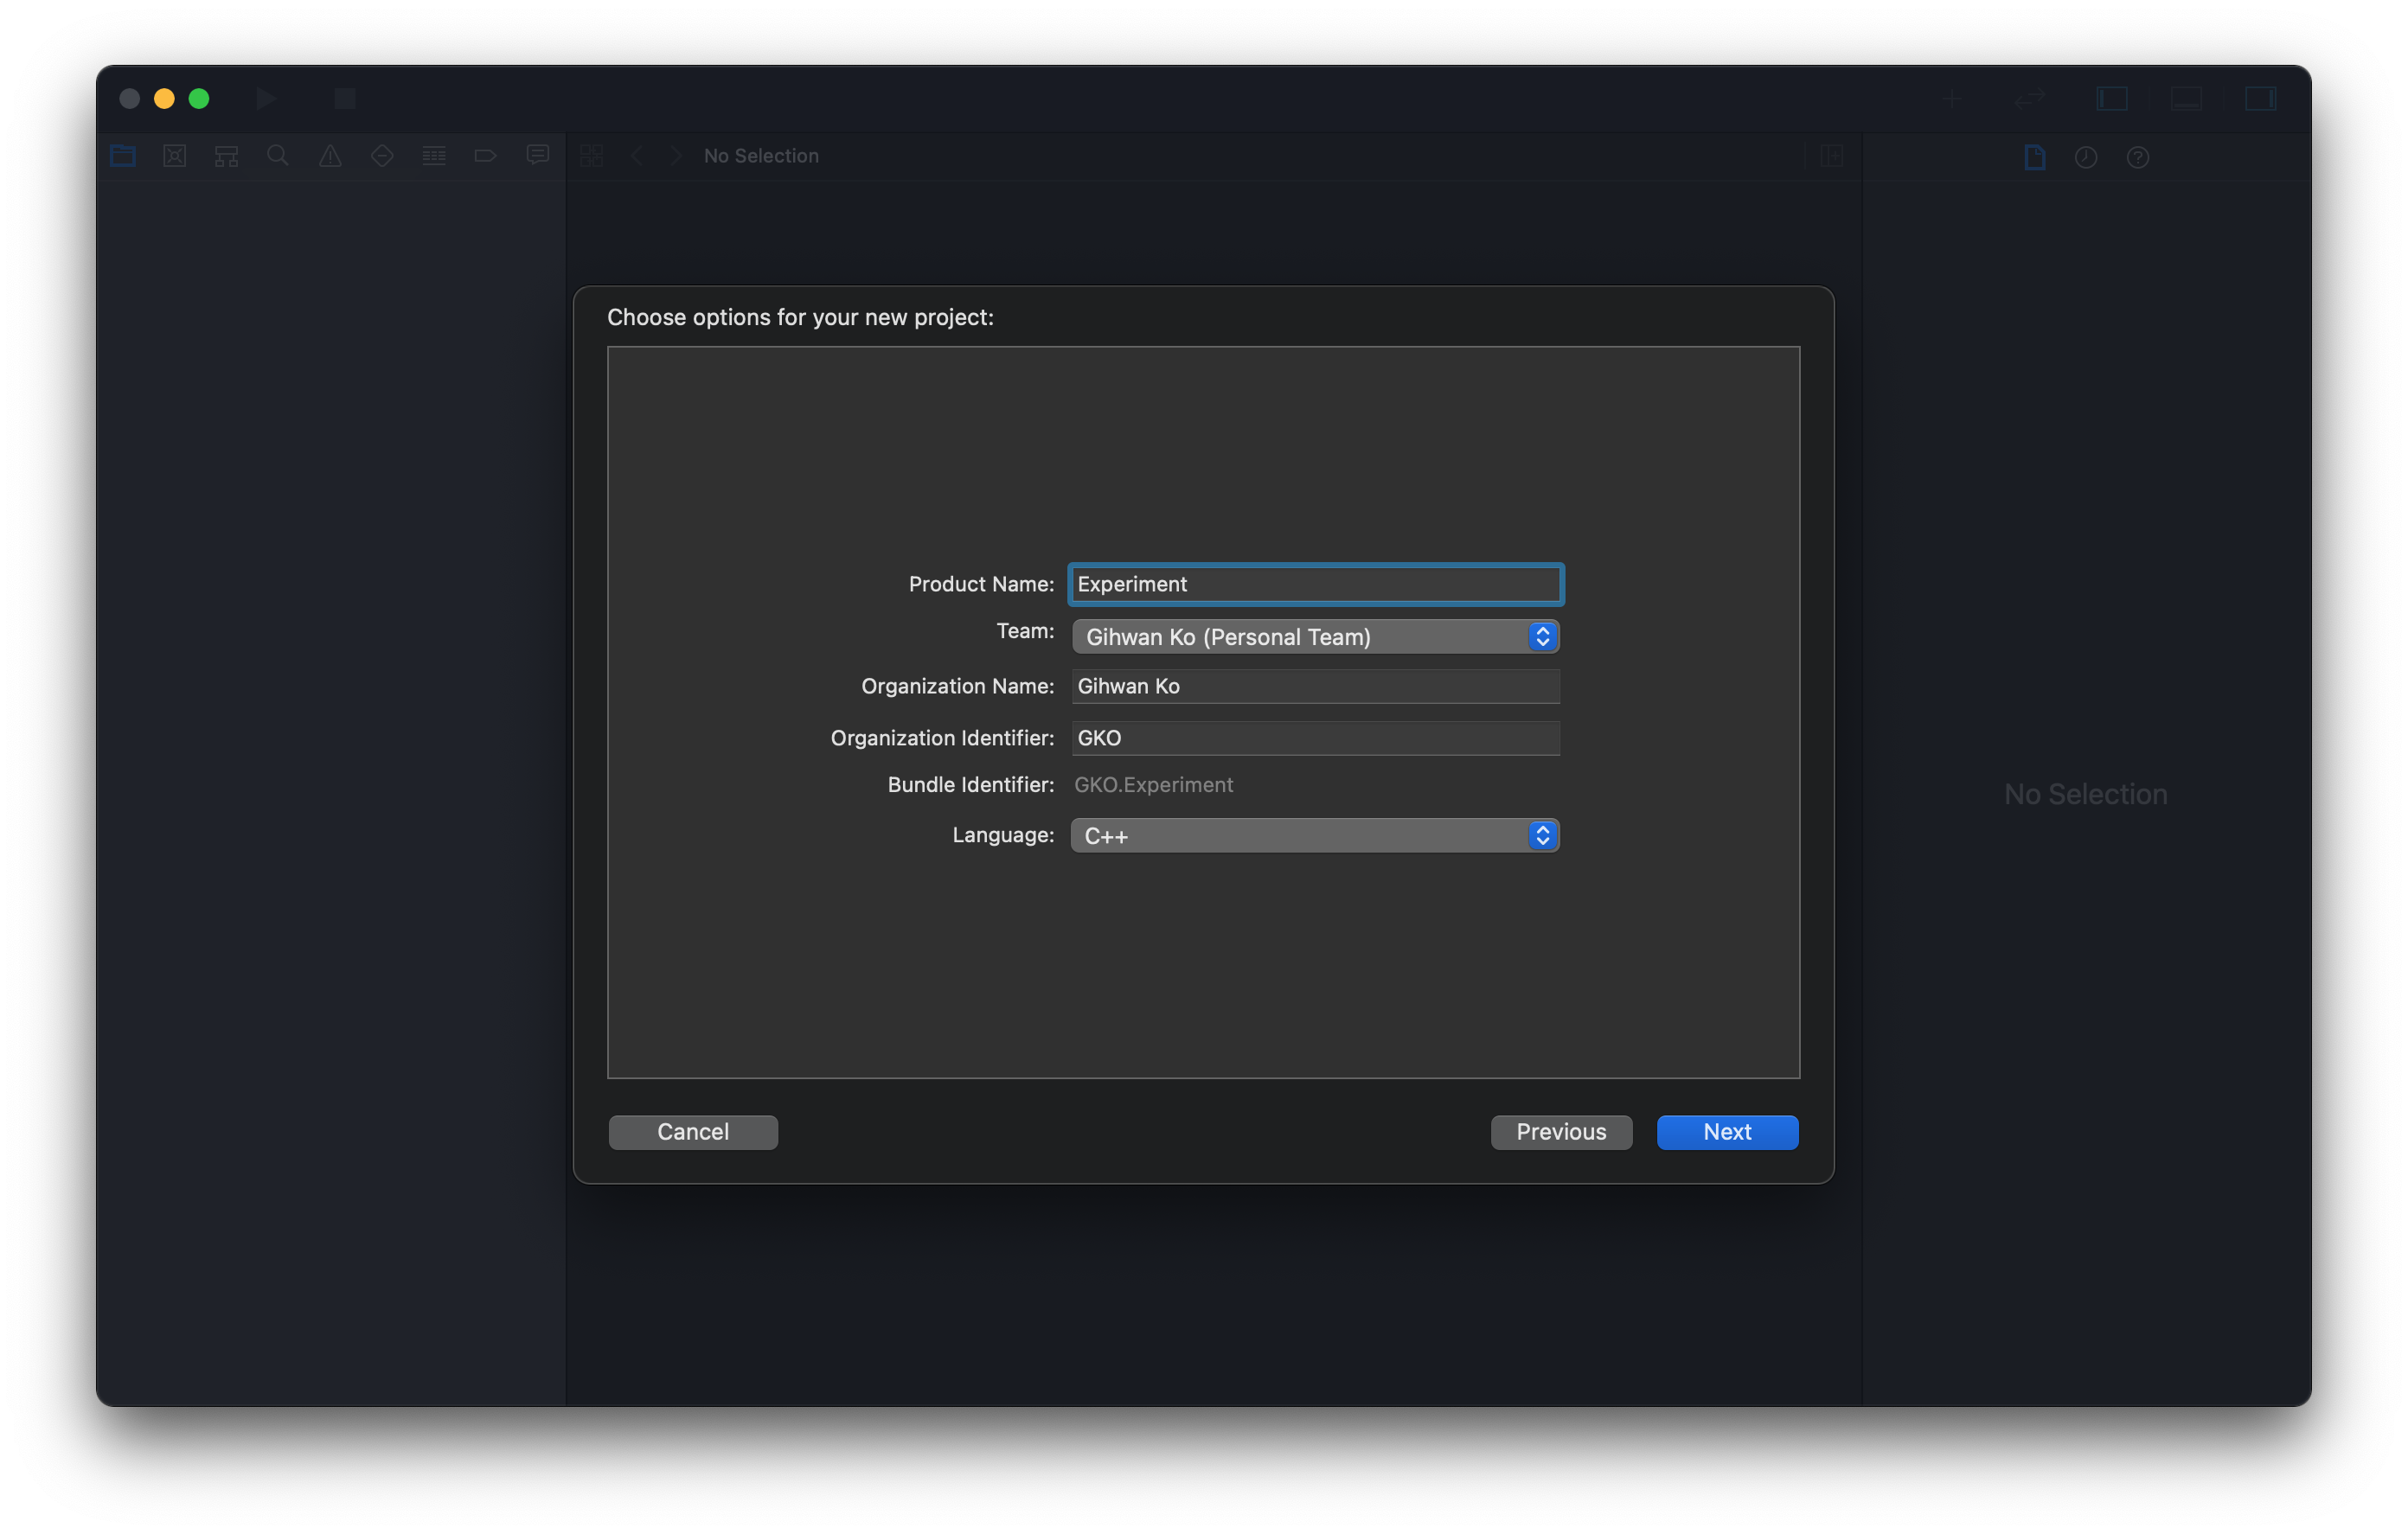 No Selection
Choose options for your new project:
Product Name: Experiment
Team: Gihwan Ko (Personal Team)
Organization Name: Gihwan Ko
Organization Identifier: GKO
Bundle Identifier: GKO.Experiment
Language: C++
No Selection
Cancel Previous Next